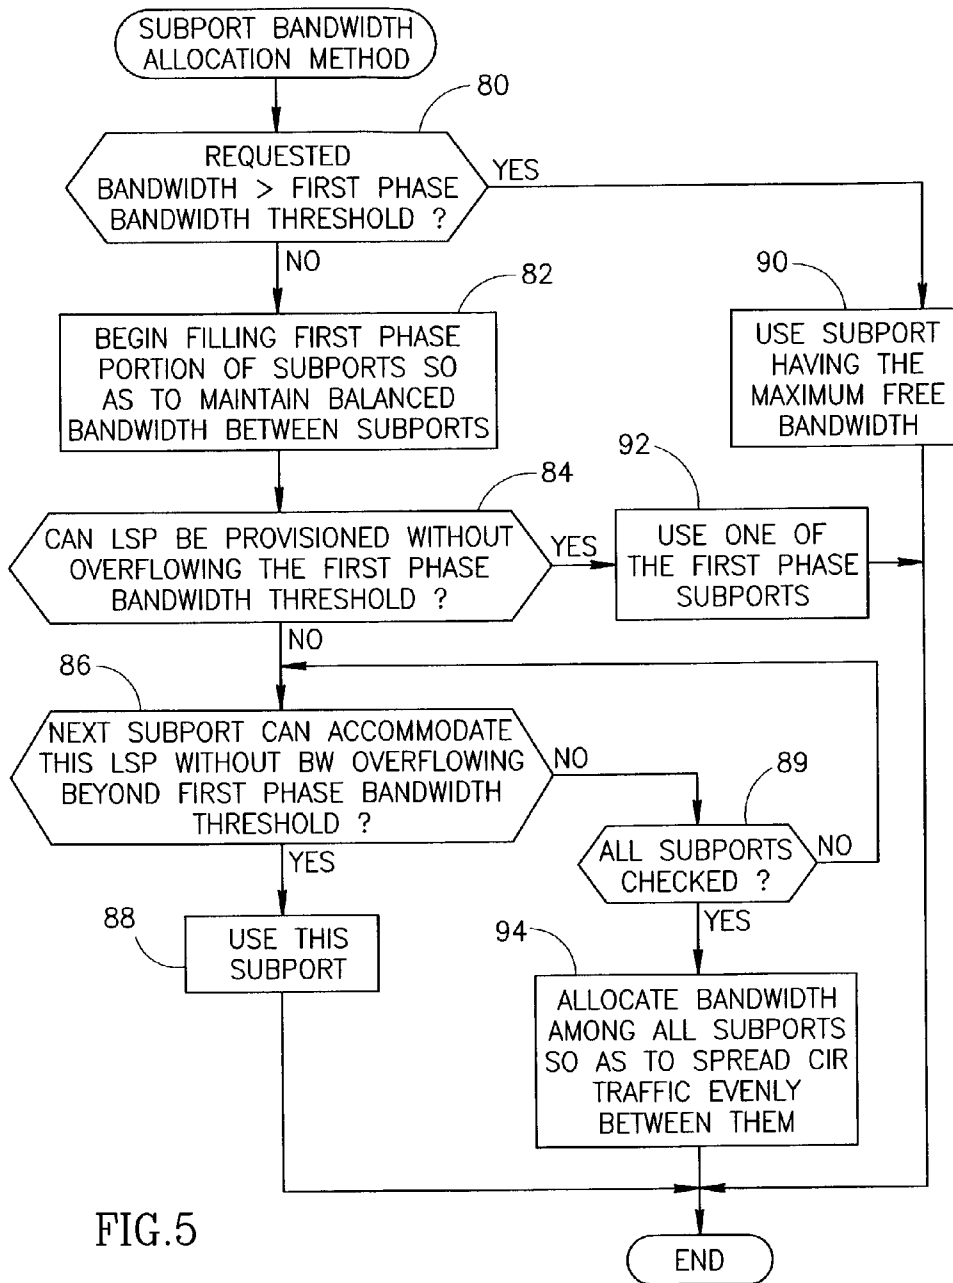 SUBPORT BANDWIDTH
ALLOCATION METHOD
80
REQUESTED
BANDWIDTH > FIRST PHASE
BANDWIDTH THRESHOLD ?
YES
NO
82
BEGIN FILLING FIRST PHASE
PORTION OF SUBPORTS SO
AS TO MAINTAIN BALANCED
BANDWIDTH BETWEEN SUBPORTS
90
USE SUBPORT
HAVING THE
MAXIMUM FREE
BANDWIDTH
84
CAN LSP BE PROVISIONED WITHOUT
OVERFLOWING THE FIRST PHASE
BANDWIDTH THRESHOLD ?
YES
92
USE ONE OF
THE FIRST PHASE
SUBPORTS
NO
86
NEXT SUBPORT CAN ACCOMMODATE
THIS LSP WITHOUT BW OVERFLOWING
BEYOND FIRST PHASE BANDWIDTH
THRESHOLD ?
NO
89
ALL SUBPORTS
CHECKED ?
NO
YES
88
USE THIS
SUBPORT
YES
94
ALLOCATE BANDWIDTH
AMONG ALL SUBPORTS
SO AS TO SPREAD CIR
TRAFFIC EVENLY
BETWEEN THEM
FIG.5
END